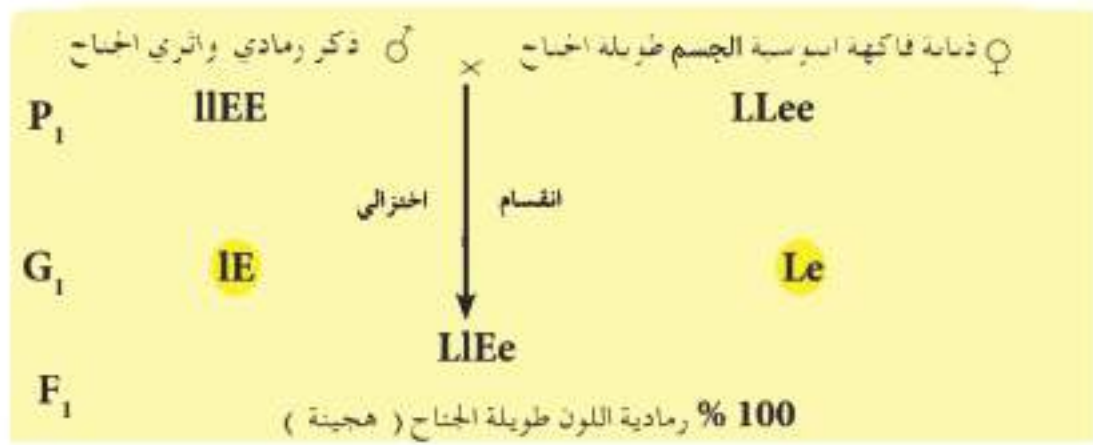 ♀ ذبابة فاكهة ابنوسية الجسم طويلة الجناح × ♂ ذكر رمادي واثري الجناح
P1 llEE LLee
انقسام اختزالي
G1 lE Le
LlEe
F1
100 % رمادية اللون طويلة الجناح ( هجينة )